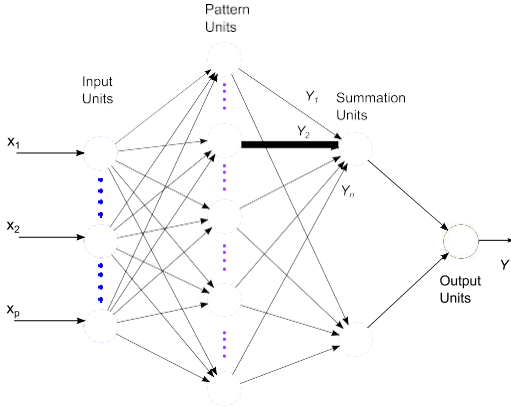 Pattern
Units
Input
Units
Y1
Summation
Units
x1
Y2
Yn
x2
Output
Units
Y
xp